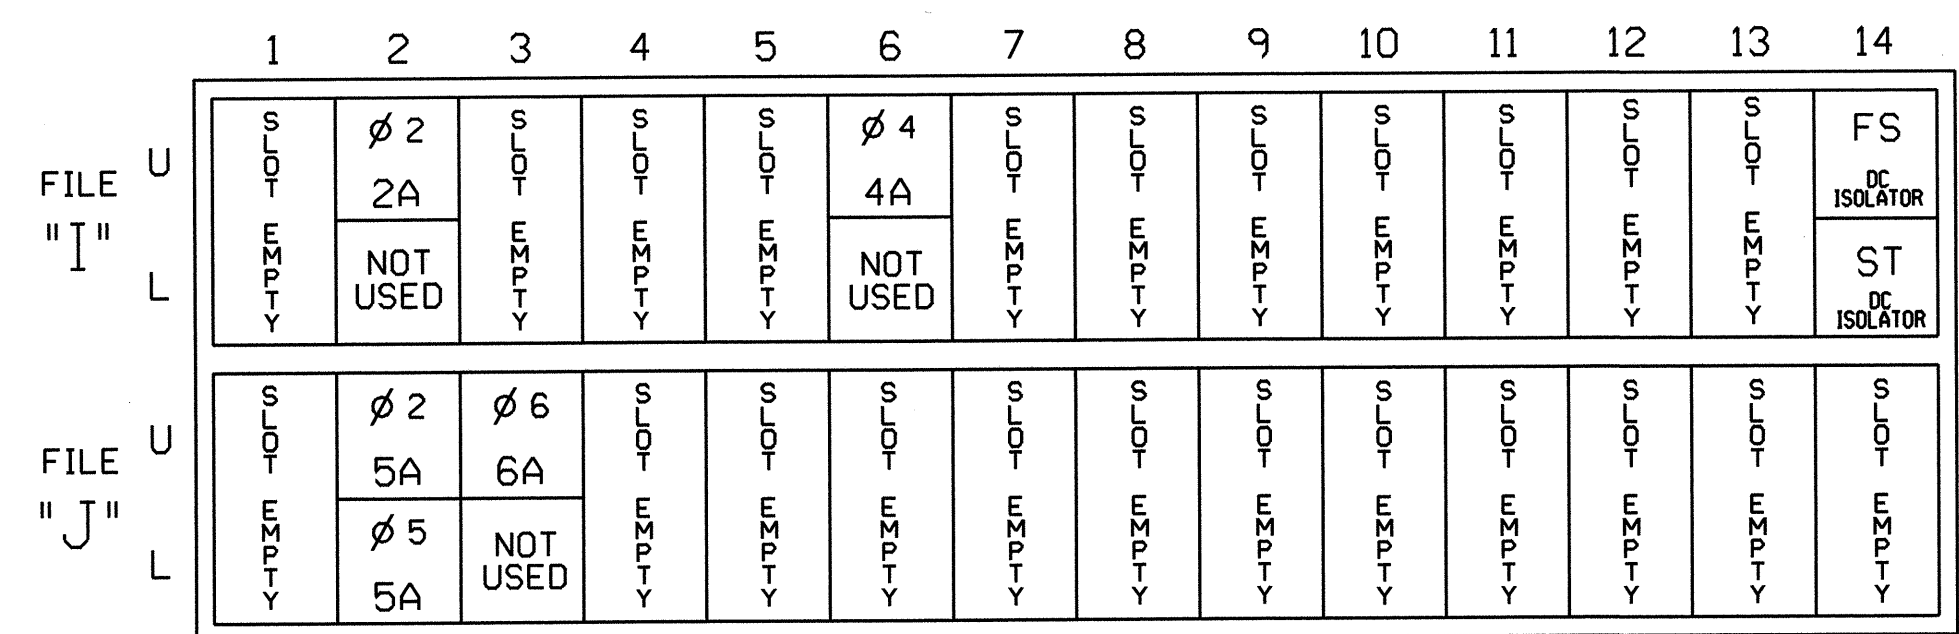 1 2 3 4 5 6 7 8 9 10 11 12 13 14
FILE "I"
U
L
SLOT EMPTY
Ø 2
2A
NOT USED
SLOT EMPTY
SLOT EMPTY
SLOT EMPTY
Ø 4
4A
NOT USED
SLOT EMPTY
SLOT EMPTY
SLOT EMPTY
SLOT EMPTY
SLOT EMPTY
SLOT EMPTY
SLOT EMPTY
FS
DC ISOLATOR
ST
DC ISOLATOR
FILE "J"
U
L
SLOT EMPTY
Ø 2
5A
Ø 5
5A
Ø 6
6A
NOT USED
SLOT EMPTY
SLOT EMPTY
SLOT EMPTY
SLOT EMPTY
SLOT EMPTY
SLOT EMPTY
SLOT EMPTY
SLOT EMPTY
SLOT EMPTY
SLOT EMPTY
SLOT EMPTY